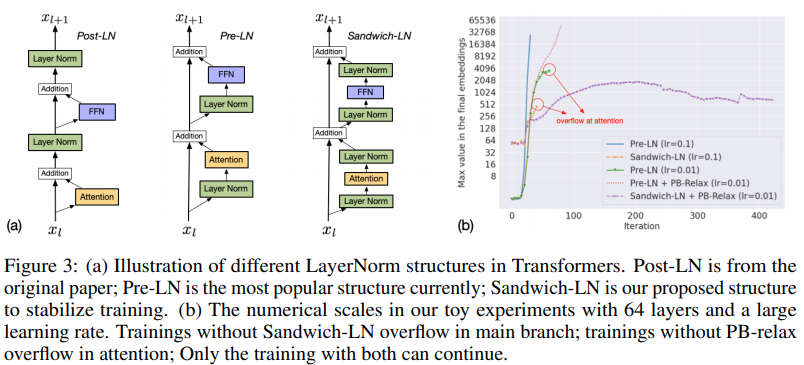 x_{l+1}
Post-LN
Layer Norm
Addition
FFN
Layer Norm
Addition
Attention
x_l
(a)
x_{l+1}
Pre-LN
Addition
FFN
Layer Norm
Addition
Attention
Layer Norm
x_l
x_{l+1}
Sandwich-LN
Addition
Layer Norm
FFN
Layer Norm
Addition
Layer Norm
Attention
Layer Norm
x_l
(b)
Max value in the final embeddings
65536
32768
16384
8192
4096
2048
1024
512
256
128
64
32
16
8
overflow at attention
Pre-LN (lr=0.1)
Sandwich-LN (lr=0.1)
Pre-LN (lr=0.01)
Pre-LN + PB-Relax (lr=0.01)
Sandwich-LN + PB-Relax (lr=0.01)
0 100 200 300 400
Iteration
Figure 3: (a) Illustration of different LayerNorm structures in Transformers. Post-LN is from the
original paper; Pre-LN is the most popular structure currently; Sandwich-LN is our proposed structure
to stabilize training. (b) The numerical scales in our toy experiments with 64 layers and a large
learning rate. Trainings without Sandwich-LN overflow in main branch; trainings without PB-relax
overflow in attention; Only the training with both can continue.